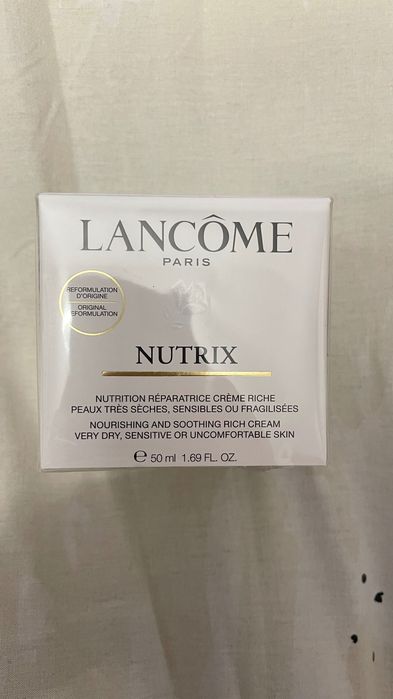 LANCÔME
PARIS
REFORMULATION
D'ORIGINE
ORIGINAL
REFORMULATION
NUTRIX
NUTRITION RÉPARATRICE CRÈME RICHE
PEAUX TRÈS SÈCHES, SENSIBLES OU FRAGILISÉES
NOURISHING AND SOOTHING RICH CREAM
VERY DRY, SENSITIVE OR UNCOMFORTABLE SKIN
℮ 50 ml 1.69 FL. OZ.